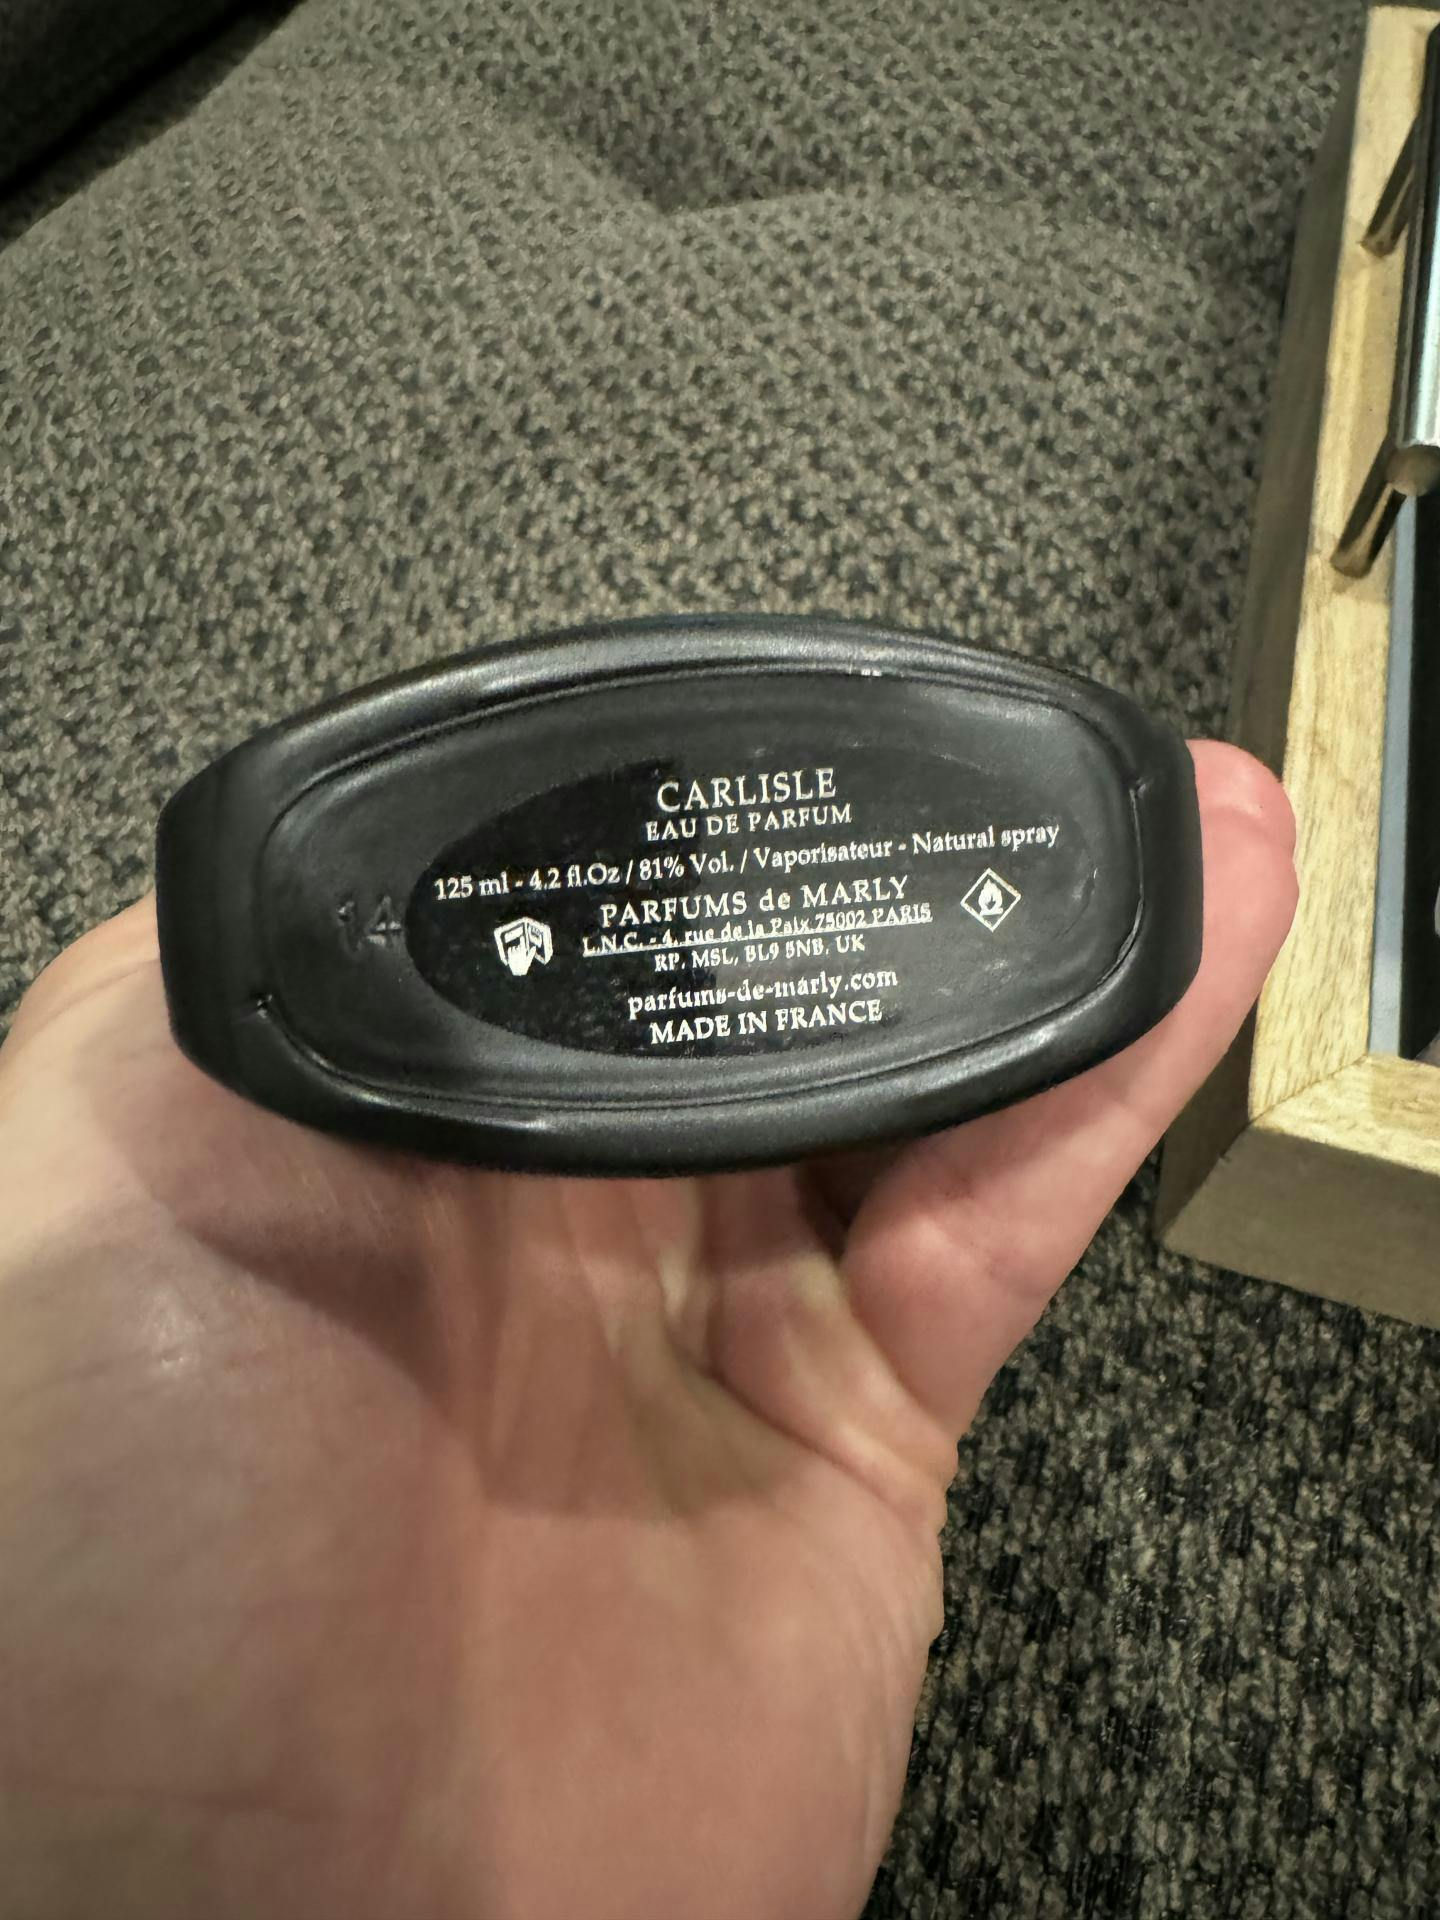 CARLISLE
EAU DE PARFUM
125 ml - 4.2 fl.Oz / 81% Vol. / Vaporisateur - Natural spray
PARFUMS de MARLY
L.N.C. - 4, rue de la Paix 75002 PARIS
RP. MSL, BL9 5NB. UK
parfums-de-marly.com
MADE IN FRANCE